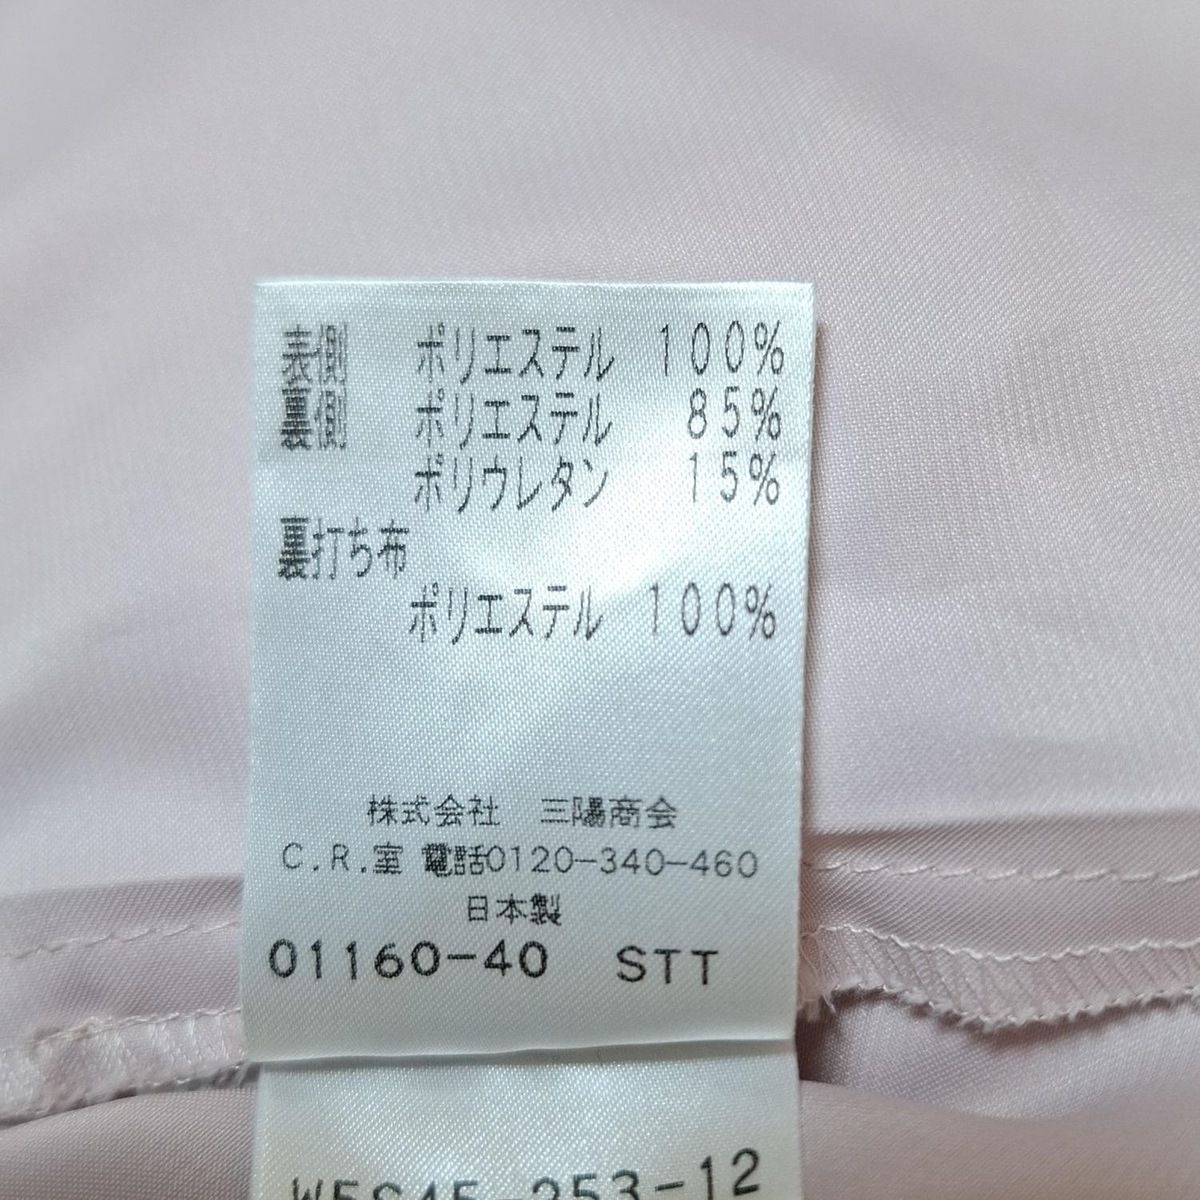 表側 ポリエステル 100%
裏側 ポリエステル 85%
ポリウレタン 15%
裏打ち布
ポリエステル 100%
株式会社 三陽商会
C.R.室 電話0120-340-460
日本製
01160-40 STT
W5S45-253-12